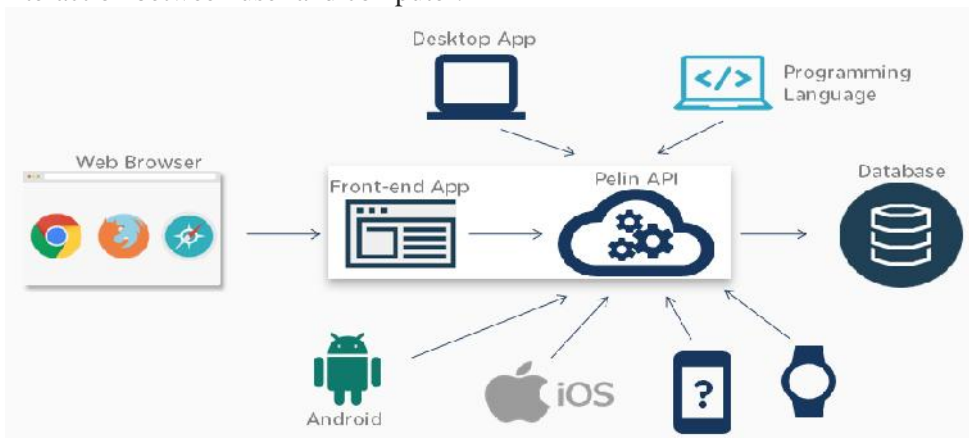 Desktop App
</>
Programming
Language
Web Browser
Front-end App
Pelin API
Database
Android
iOS
?